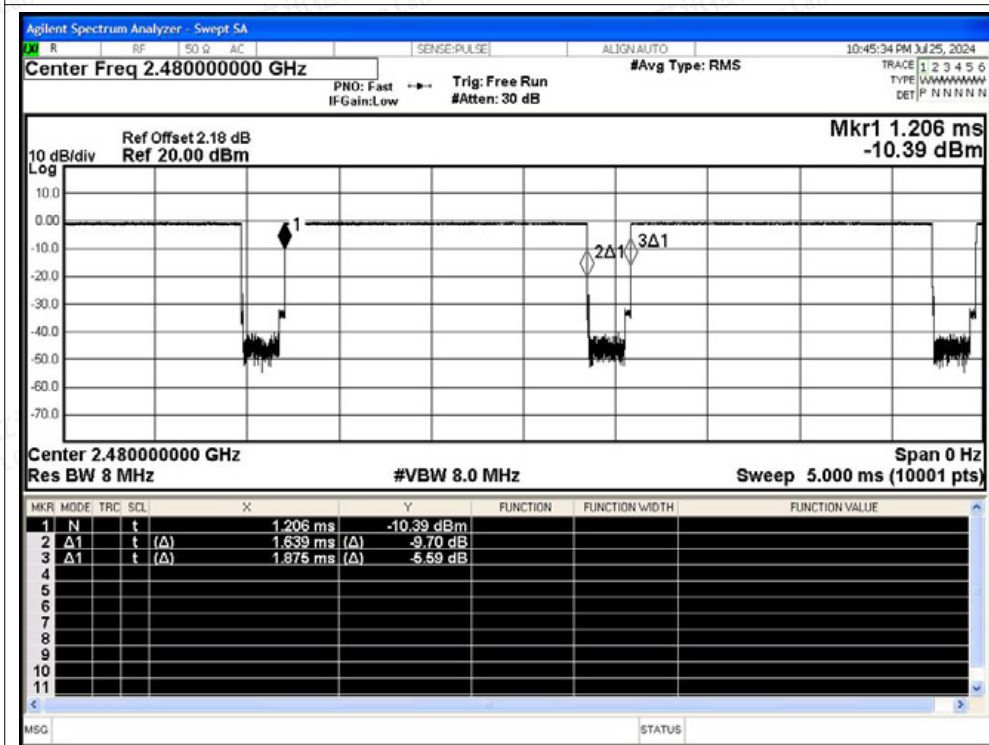 Agilent Spectrum Analyzer - Swept SA
R RF 50 Ω AC SENSE:PULSE ALIGN AUTO 10:45:34 PM Jul 25, 2024
Center Freq 2.480000000 GHz #Avg Type: RMS TRACE 1 2 3 4 5 6
PNO: Fast Trig: Free Run TYPE WWWWWW
IFGain:Low #Atten: 30 dB DET P N N N N N
Mkr1 1.206 ms
Ref Offset 2.18 dB
10 dB/div Ref 20.00 dBm -10.39 dBm
Log
10.0
0.00
1
-10.0
2Δ1 3Δ1
-20.0
-30.0
-40.0
-50.0
-60.0
-70.0
Center 2.480000000 GHz Span 0 Hz
Res BW 8 MHz #VBW 8.0 MHz Sweep 5.000 ms (10001 pts)
MKR MODE TRC SCL X Y FUNCTION FUNCTION WIDTH FUNCTION VALUE
1 N t 1.206 ms -10.39 dBm
2 Δ1 t (Δ) 1.639 ms (Δ) -9.70 dB
3 Δ1 t (Δ) 1.875 ms (Δ) -5.59 dB
4
5
6
7
8
9
10
11
MSG STATUS